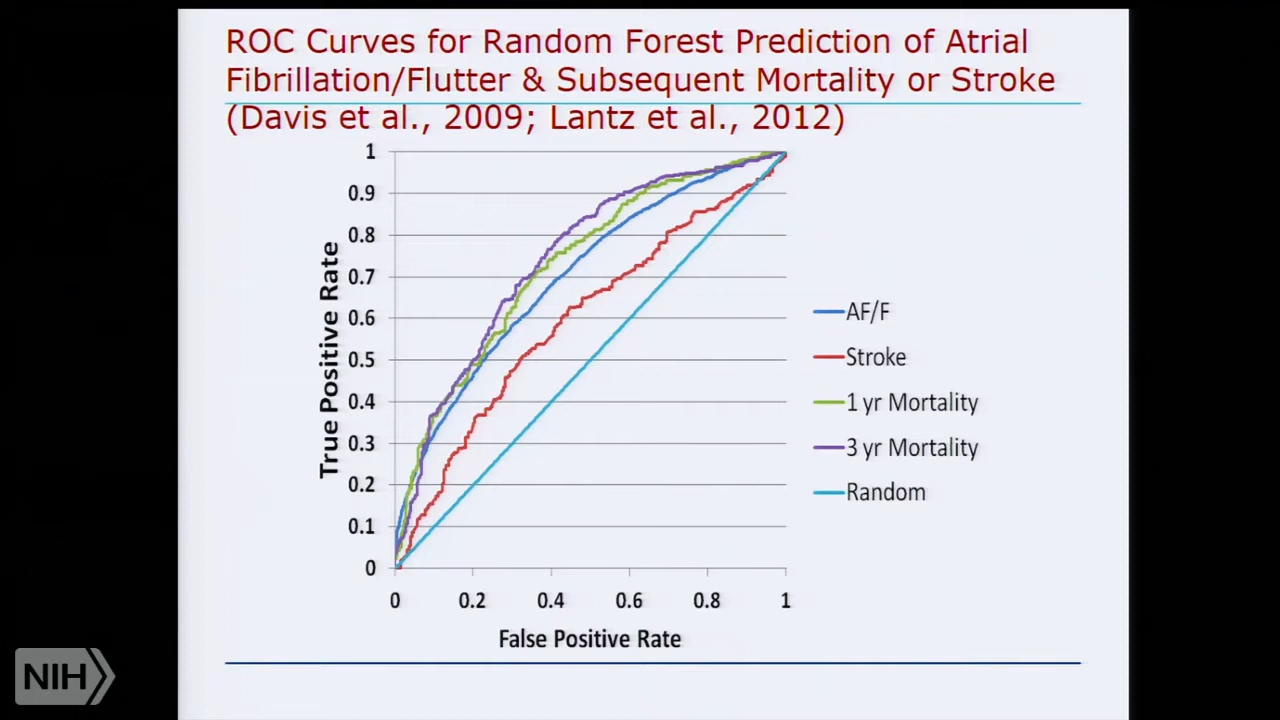 ROC Curves for Random Forest Prediction of Atrial
Fibrillation/Flutter & Subsequent Mortality or Stroke
(Davis et al., 2009; Lantz et al., 2012)
1
0.9
0.8
0.7
0.6
0.5
0.4
0.3
0.2
0.1
0
True Positive Rate
0 0.2 0.4 0.6 0.8 1
False Positive Rate
AF/F
Stroke
1 yr Mortality
3 yr Mortality
Random
NIH